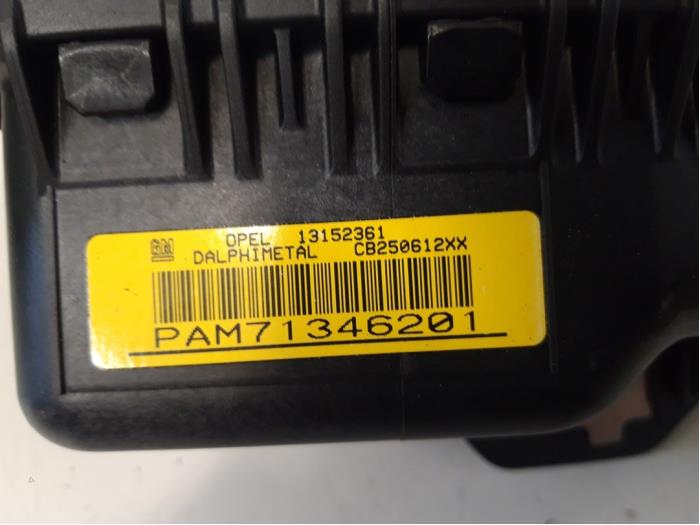 GM OPEL 13152361
DALPHIMETAL CB250612XX
PAM71346201